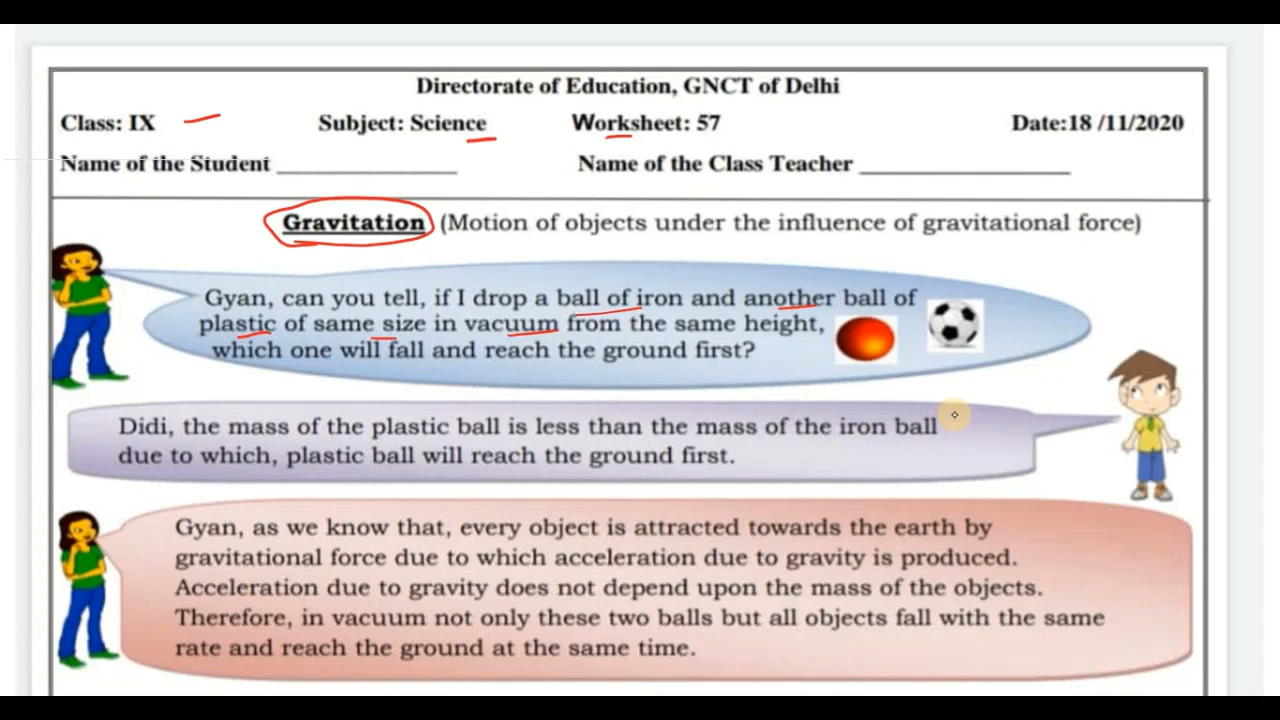 Directorate of Education, GNCT of Delhi
Class: IX Subject: Science Worksheet: 57 Date:18 /11/2020
Name of the Student ________________ Name of the Class Teacher ___________________
Gravitation (Motion of objects under the influence of gravitational force)
Gyan, can you tell, if I drop a ball of iron and another ball of
plastic of same size in vacuum from the same height,
which one will fall and reach the ground first?
Didi, the mass of the plastic ball is less than the mass of the iron ball
due to which, plastic ball will reach the ground first.
Gyan, as we know that, every object is attracted towards the earth by
gravitational force due to which acceleration due to gravity is produced.
Acceleration due to gravity does not depend upon the mass of the objects.
Therefore, in vacuum not only these two balls but all objects fall with the same
rate and reach the ground at the same time.